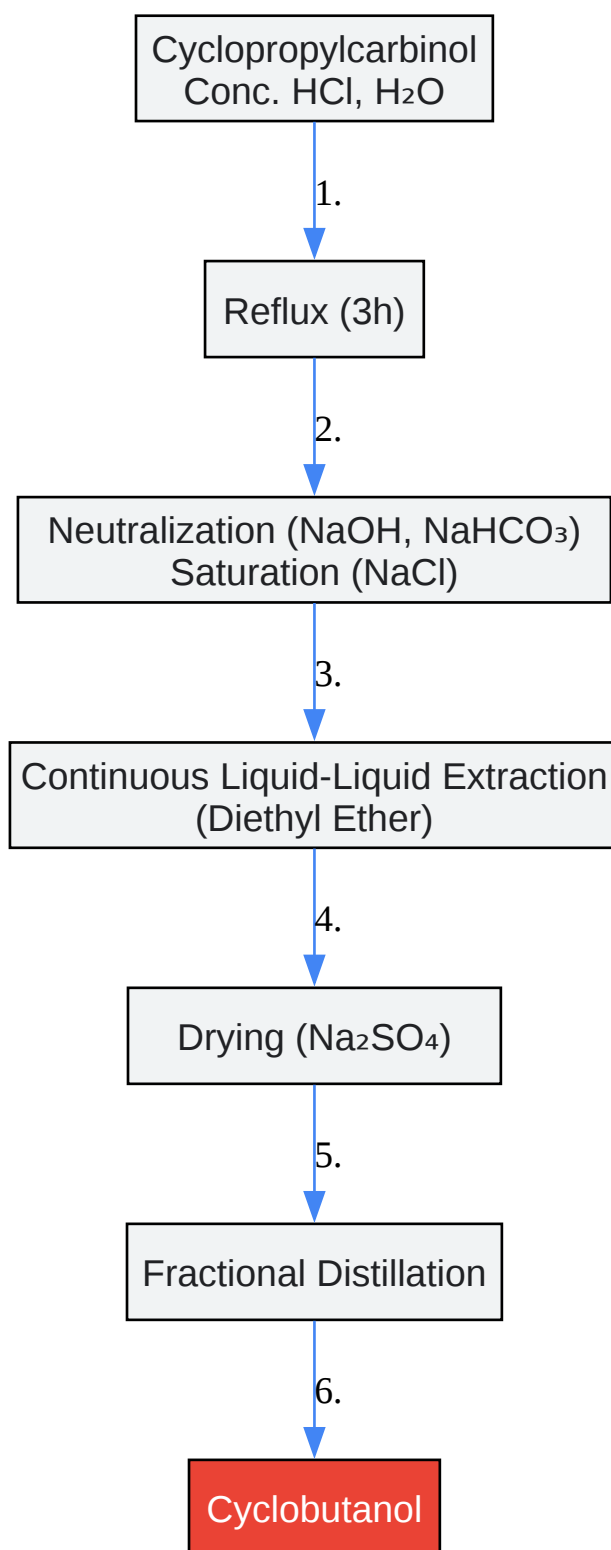 Cyclopropylcarbinol
Conc. HCl, H₂O
1.
Reflux (3h)
2.
Neutralization (NaOH, NaHCO₃)
Saturation (NaCl)
3.
Continuous Liquid-Liquid Extraction
(Diethyl Ether)
4.
Drying (Na₂SO₄)
5.
Fractional Distillation
6.
Cyclobutanol